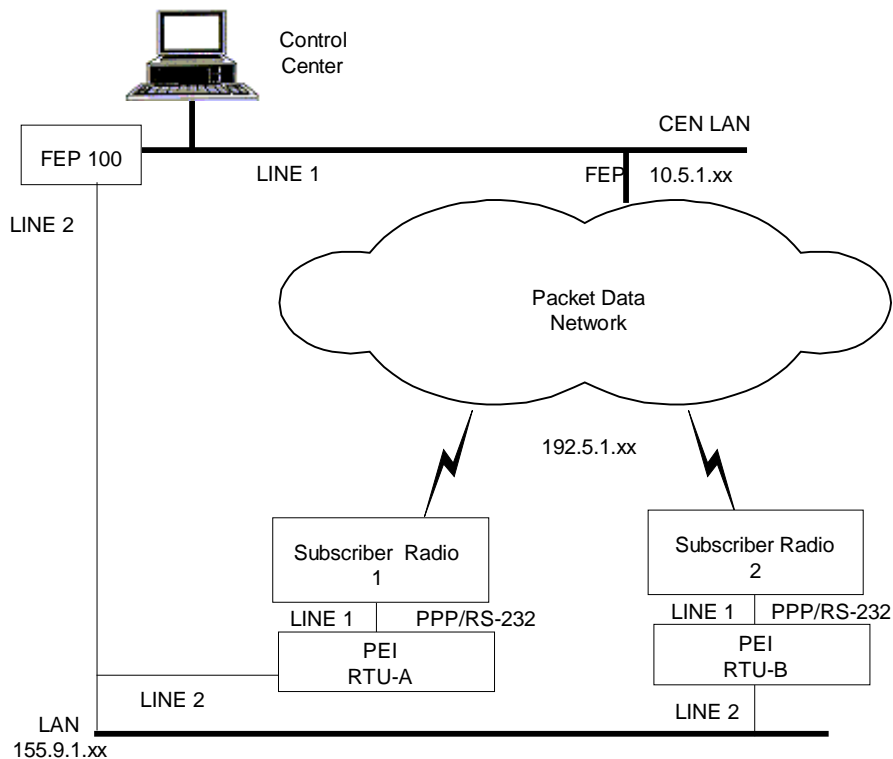 Control
Center
CEN LAN
FEP 100
LINE 1
FEP
10.5.1.xx
LINE 2
Packet Data
Network
192.5.1.xx
Subscriber Radio
1
Subscriber Radio
2
LINE 1
PPP/RS-232
LINE 1
PPP/RS-232
PEI
RTU-A
PEI
RTU-B
LINE 2
LINE 2
LAN
155.9.1.xx